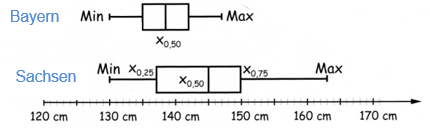 Bayern Min Max
x0,50
Min x0,25 x0,75 Max
Sachsen x0,50
120 cm 130 cm 140 cm 150 cm 160 cm 170 cm